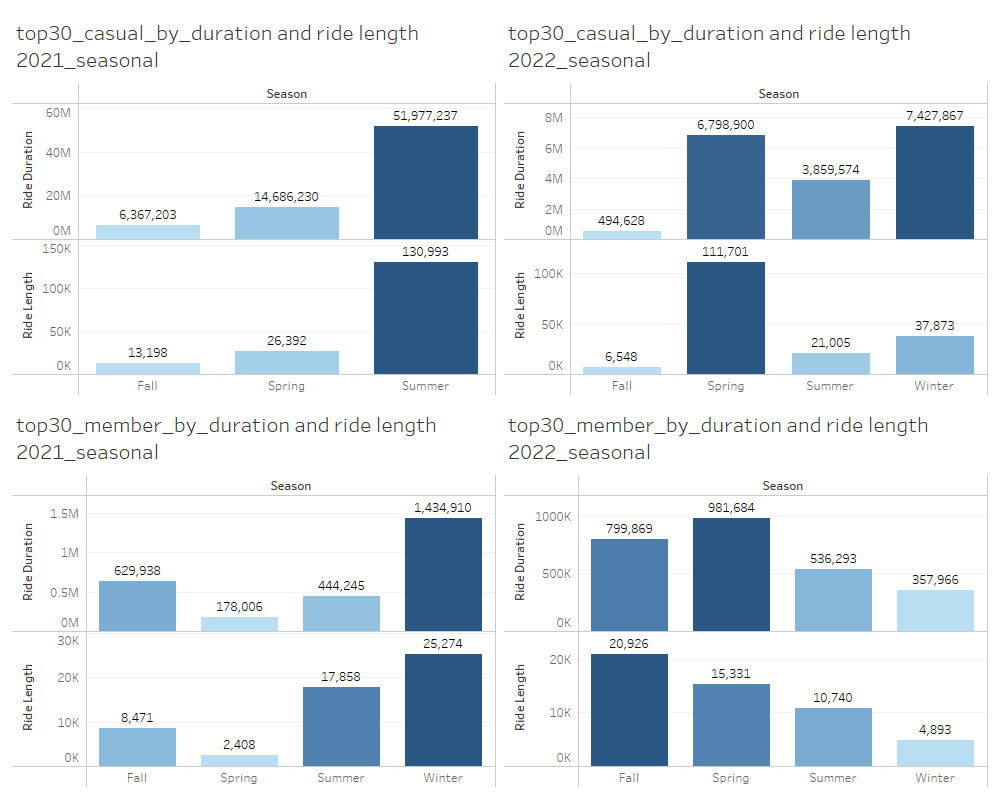 top30_casual_by_duration and ride length
2021_seasonal
Season
Ride Duration
60M
40M
20M
0M
6,367,203
14,686,230
51,977,237
Ride Length
150K
100K
50K
0K
13,198
26,392
130,993
Fall
Spring
Summer
top30_casual_by_duration and ride length
2022_seasonal
Season
Ride Duration
8M
6M
4M
2M
0M
494,628
6,798,900
3,859,574
7,427,867
Ride Length
100K
50K
0K
6,548
111,701
21,005
37,873
Fall
Spring
Summer
Winter
top30_member_by_duration and ride length
2021_seasonal
Season
Ride Duration
1.5M
1M
0.5M
0M
629,938
178,006
444,245
1,434,910
Ride Length
30K
20K
10K
0K
8,471
2,408
17,858
25,274
Fall
Spring
Summer
Winter
top30_member_by_duration and ride length
2022_seasonal
Season
Ride Duration
1000K
500K
0K
799,869
981,684
536,293
357,966
Ride Length
20K
10K
0K
20,926
15,331
10,740
4,893
Fall
Spring
Summer
Winter